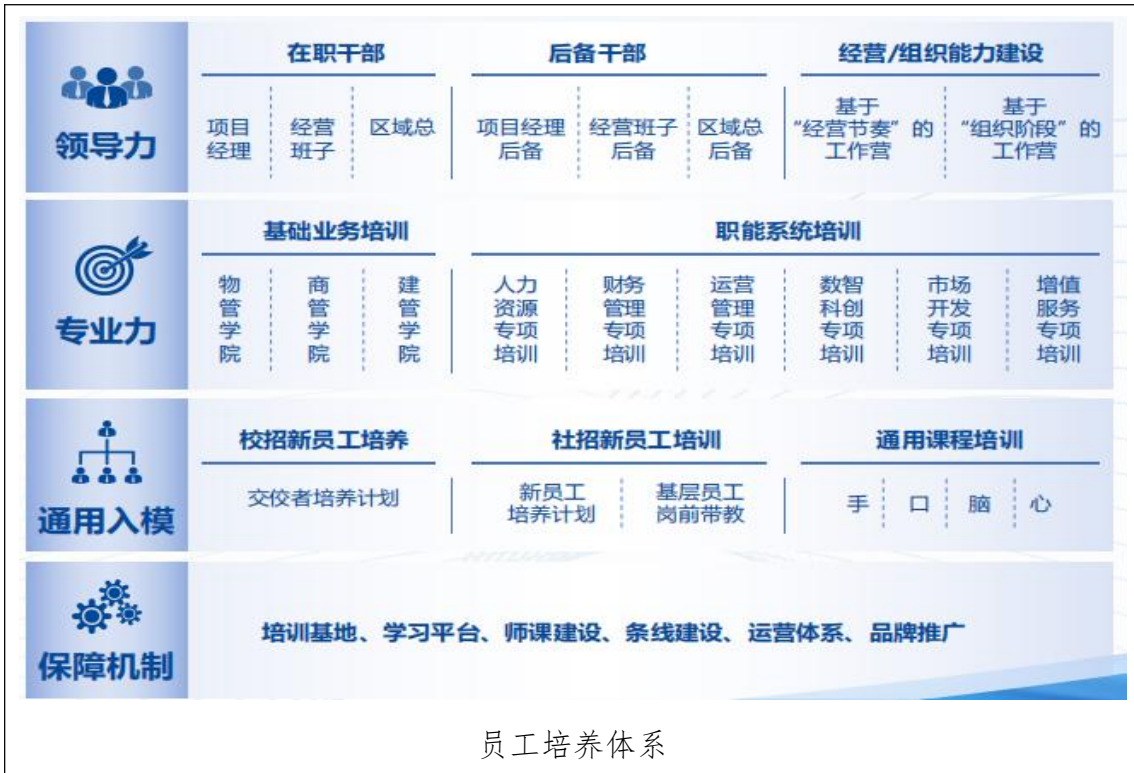 领导力
在职干部
项目
经理
经营
班子
区域总
后备干部
项目经理
后备
经营班子
后备
区域总
后备
经营/组织能力建设
基于
“经营节奏”的
工作营
基于
“组织阶段”的
工作营
专业力
基础业务培训
物管学院
商管学院
建管学院
职能系统培训
人力
资源
专项
培训
财务
管理
专项
培训
运营
管理
专项
培训
数智
科创
专项
培训
市场
开发
专项
培训
增值
服务
专项
培训
通用入模
校招新员工培养
交佼者培养计划
社招新员工培训
新员工
培养计划
基层员工
岗前带教
通用课程培训
手 口 脑 心
保障机制
培训基地、学习平台、师课建设、条线建设、运营体系、品牌推广
员工培养体系